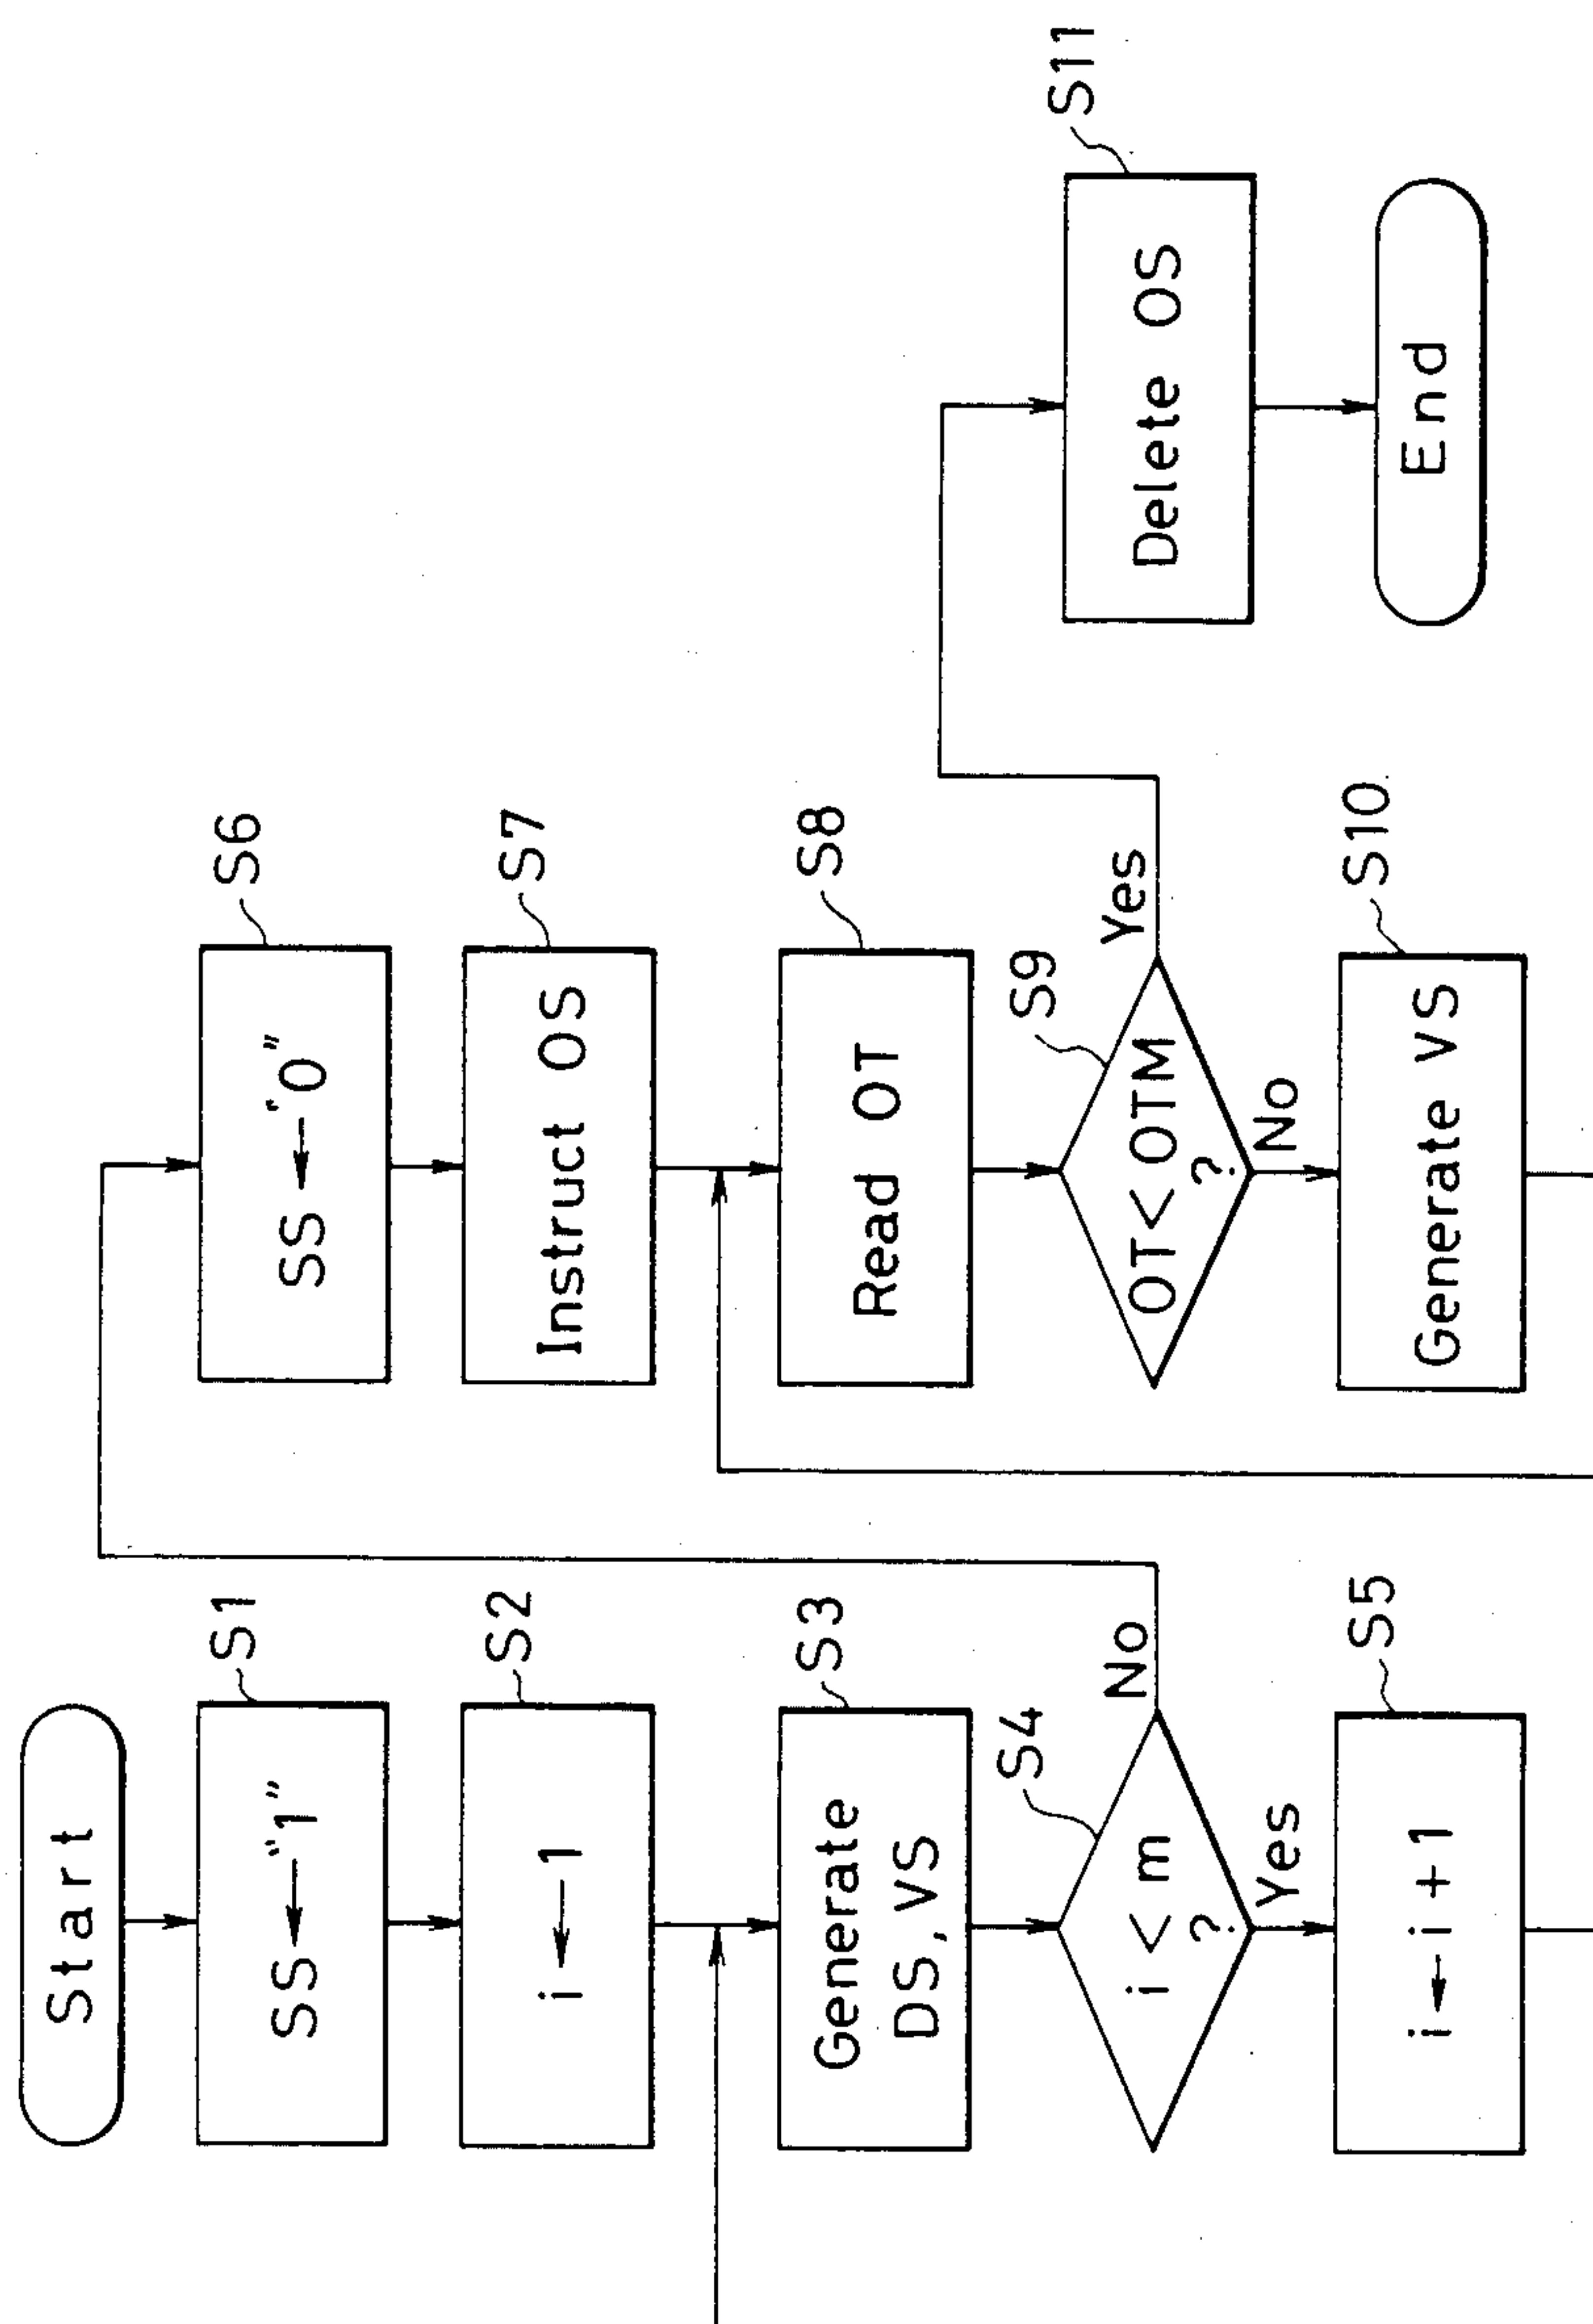 Start
S1
SS←"1"
S2
i←1
S3
Generate
DS, VS
S4
i < m
?
No
Yes
S5
i←i+1
S6
SS←"0"
S7
Instruct OS
S8
Read OT
S9
OT< OTM
?
Yes
No
S10
Generate VS
S11
Delete OS
End